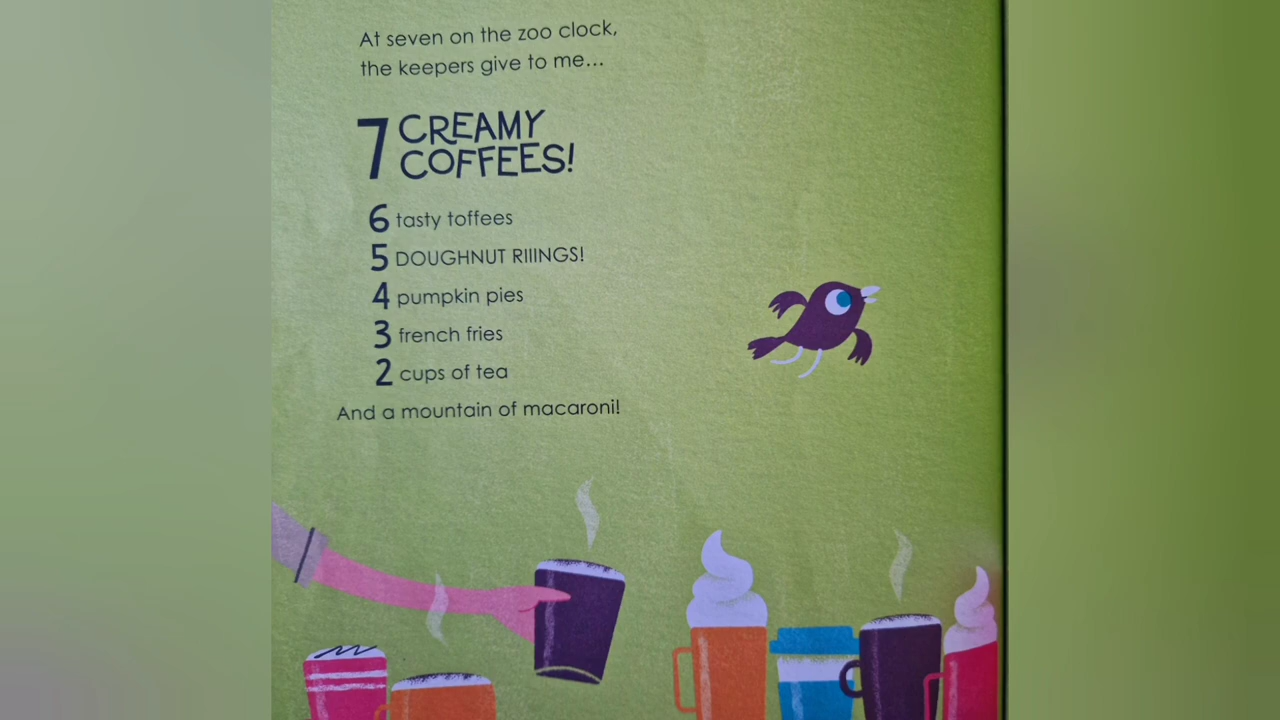 At seven on the zoo clock,
the keepers give to me...
7 CREAMY
COFFEES!
6 tasty toffees
5 DOUGHNUT RIIINGS!
4 pumpkin pies
3 french fries
2 cups of tea
And a mountain of macaroni!